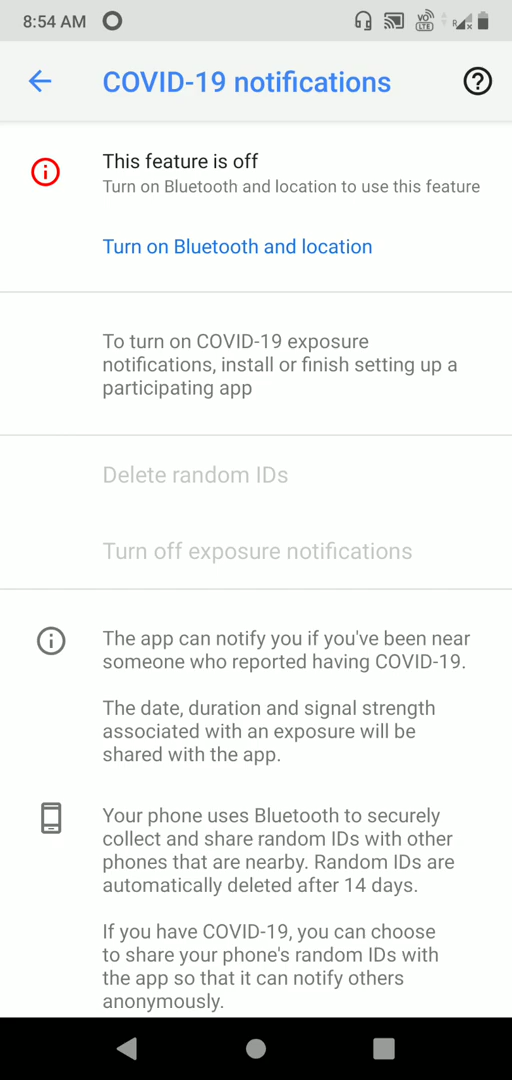 8:54 AM
VO
LTE
R
COVID-19 notifications
This feature is off
Turn on Bluetooth and location to use this feature
Turn on Bluetooth and location
To turn on COVID-19 exposure
notifications, install or finish setting up a
participating app
Delete random IDs
Turn off exposure notifications
The app can notify you if you've been near
someone who reported having COVID-19.
The date, duration and signal strength
associated with an exposure will be
shared with the app.
Your phone uses Bluetooth to securely
collect and share random IDs with other
phones that are nearby. Random IDs are
automatically deleted after 14 days.
If you have COVID-19, you can choose
to share your phone's random IDs with
the app so that it can notify others
anonymously.